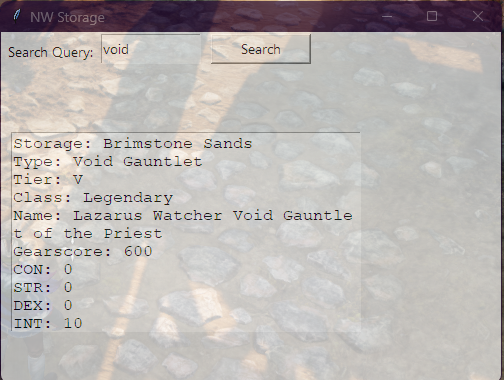 NW Storage
Search Query: void Search
Storage: Brimstone Sands
Type: Void Gauntlet
Tier: V
Class: Legendary
Name: Lazarus Watcher Void Gauntle
t of the Priest
Gearscore: 600
CON: 0
STR: 0
DEX: 0
INT: 10